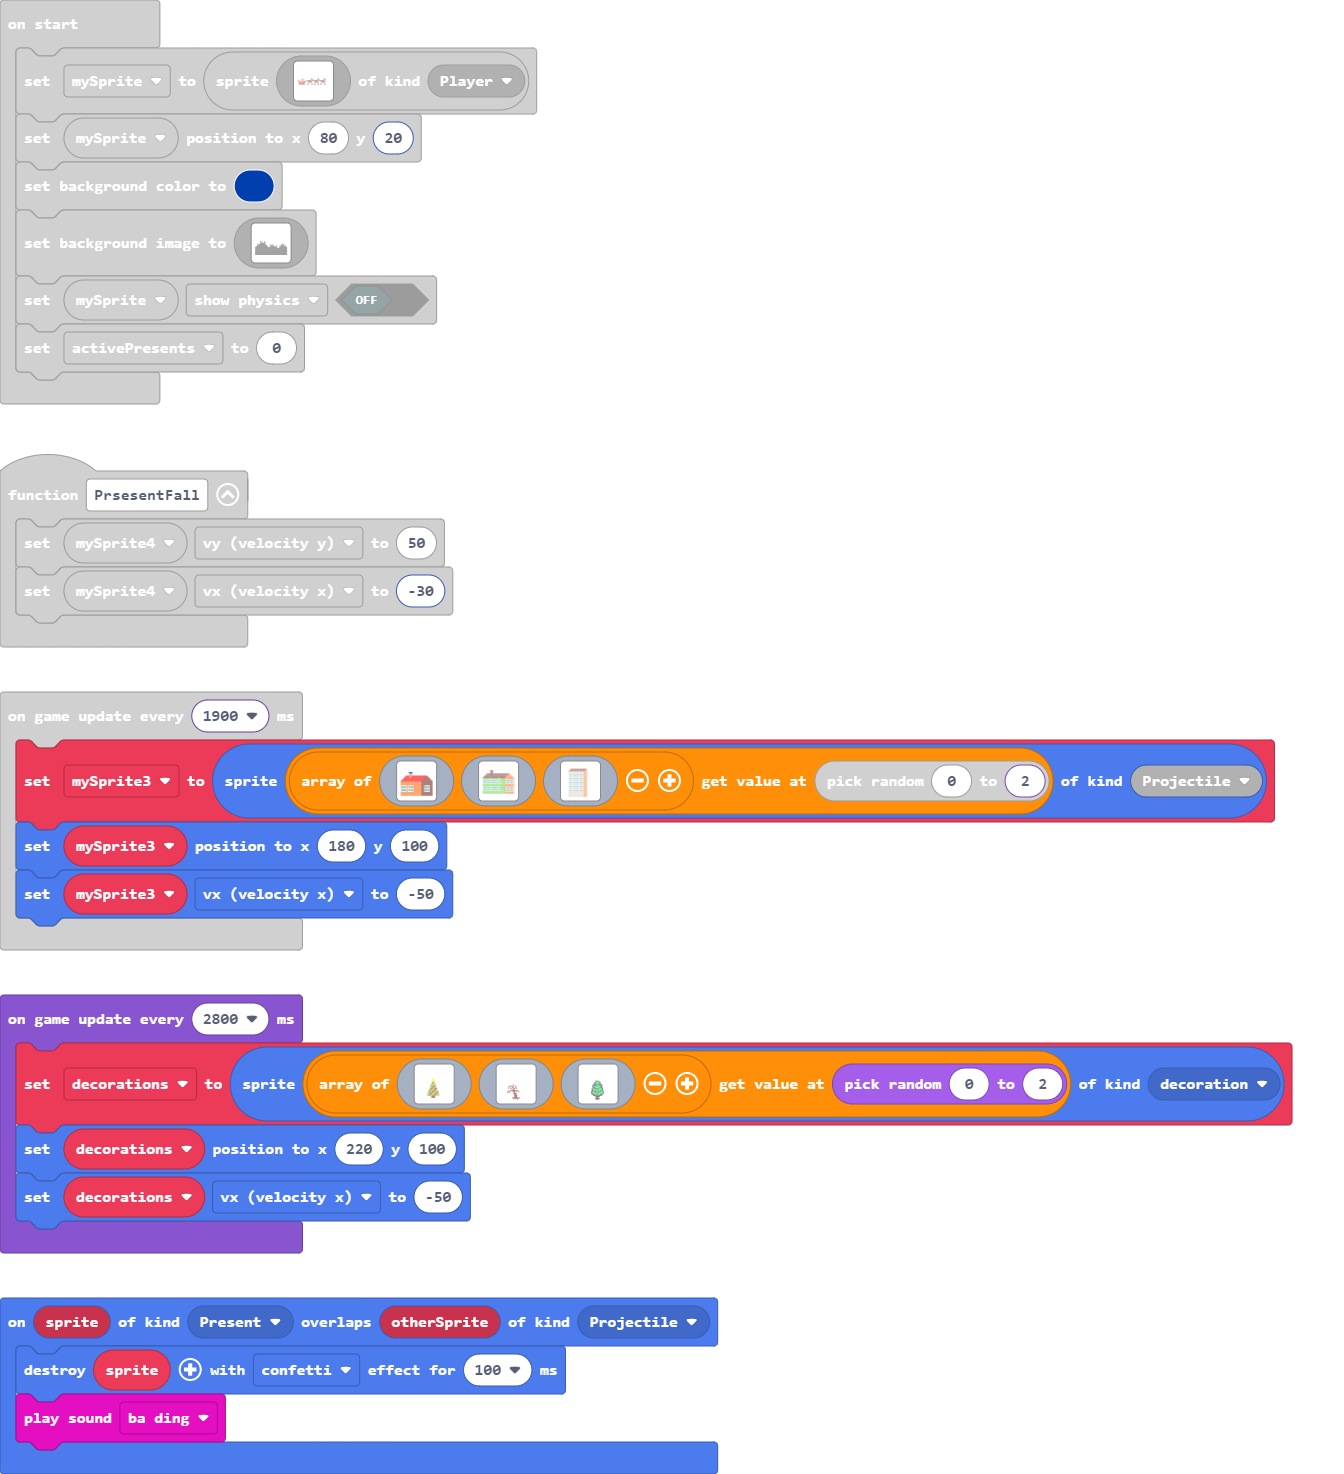 on start
set mySprite to sprite of kind Player
set mySprite position to x 80 y 20
set background color to
set background image to
set mySprite show physics OFF
set activePresents to 0
function PrsesentFall
set mySprite4 vy (velocity y) to 50
set mySprite4 vx (velocity x) to -30
on game update every 1900 ms
set mySprite3 to sprite array of get value at pick random 0 to 2 of kind Projectile
set mySprite3 position to x 180 y 100
set mySprite3 vx (velocity x) to -50
on game update every 2800 ms
set decorations to sprite array of get value at pick random 0 to 2 of kind decoration
set decorations position to x 220 y 100
set decorations vx (velocity x) to -50
on sprite of kind Present overlaps otherSprite of kind Projectile
destroy sprite with confetti effect for 100 ms
play sound ba ding